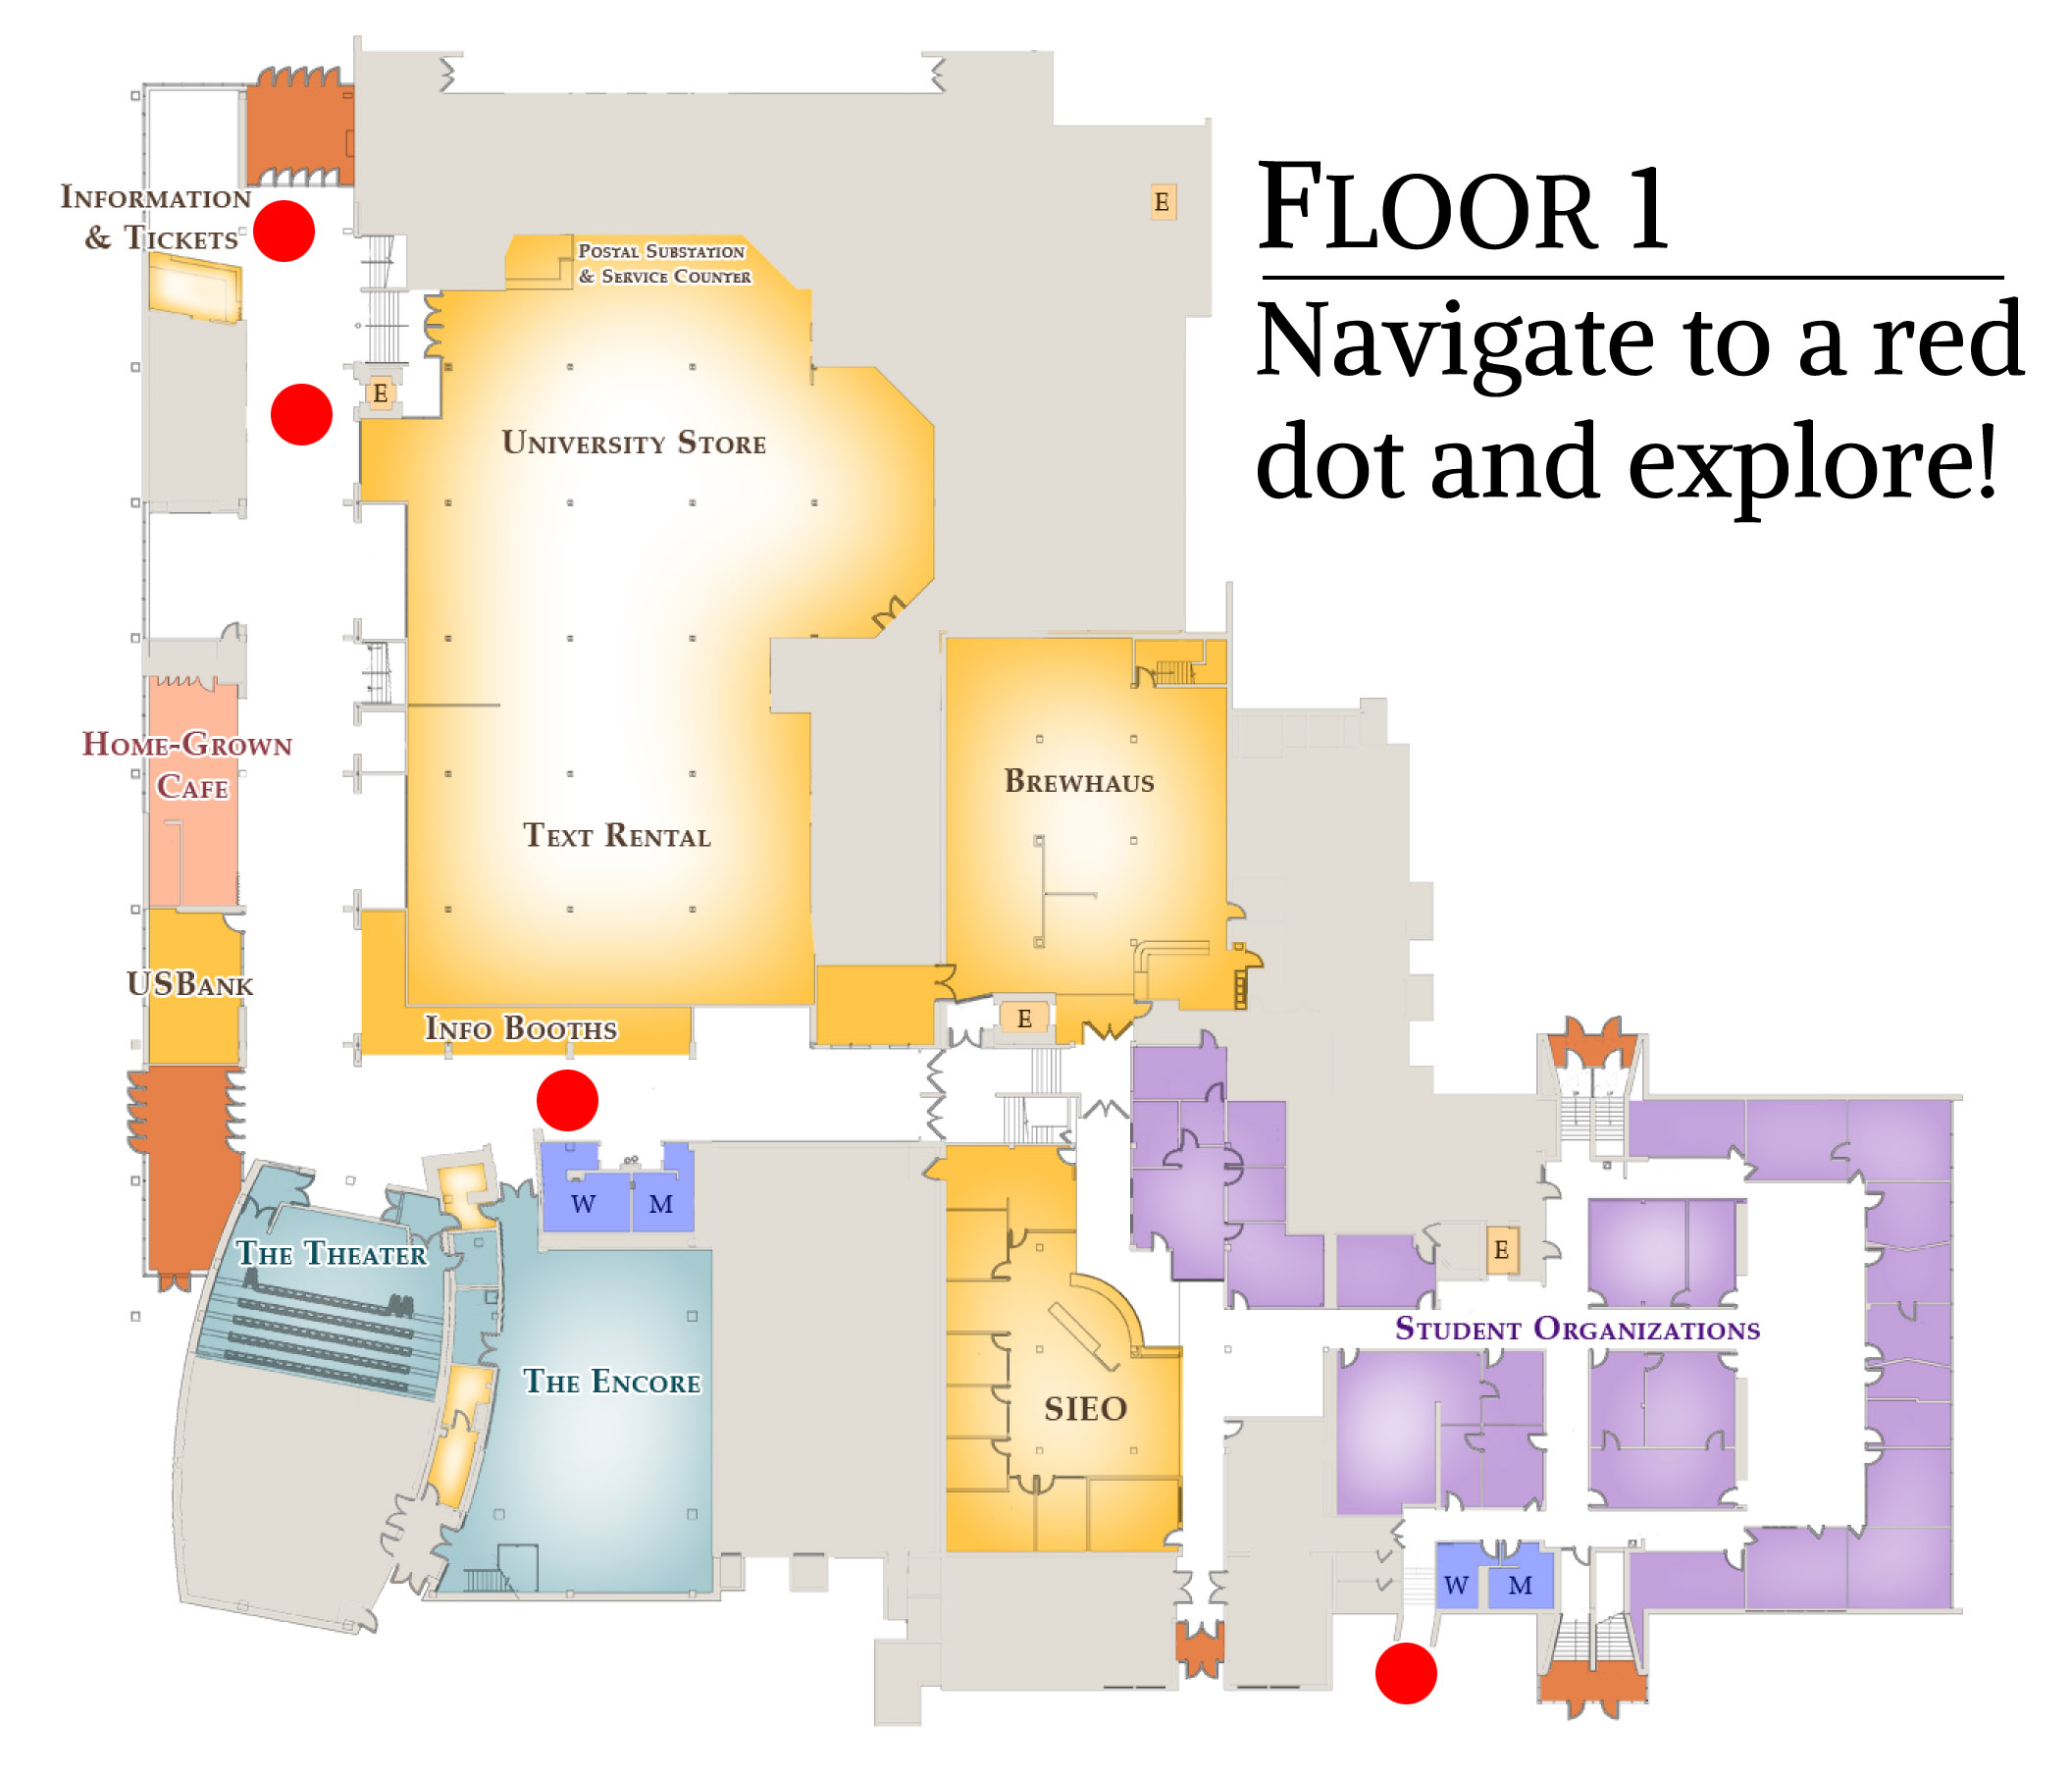 FLOOR 1
Navigate to a red
dot and explore!
INFORMATION
& TICKETS
E
POSTAL SUBSTATION
& SERVICE COUNTER
E
UNIVERSITY STORE
HOME-GROWN
CAFE
BREWHAUS
TEXT RENTAL
USBANK
INFO BOOTHS
E
W M
THE THEATER
E
STUDENT ORGANIZATIONS
THE ENCORE
SIEO
W M